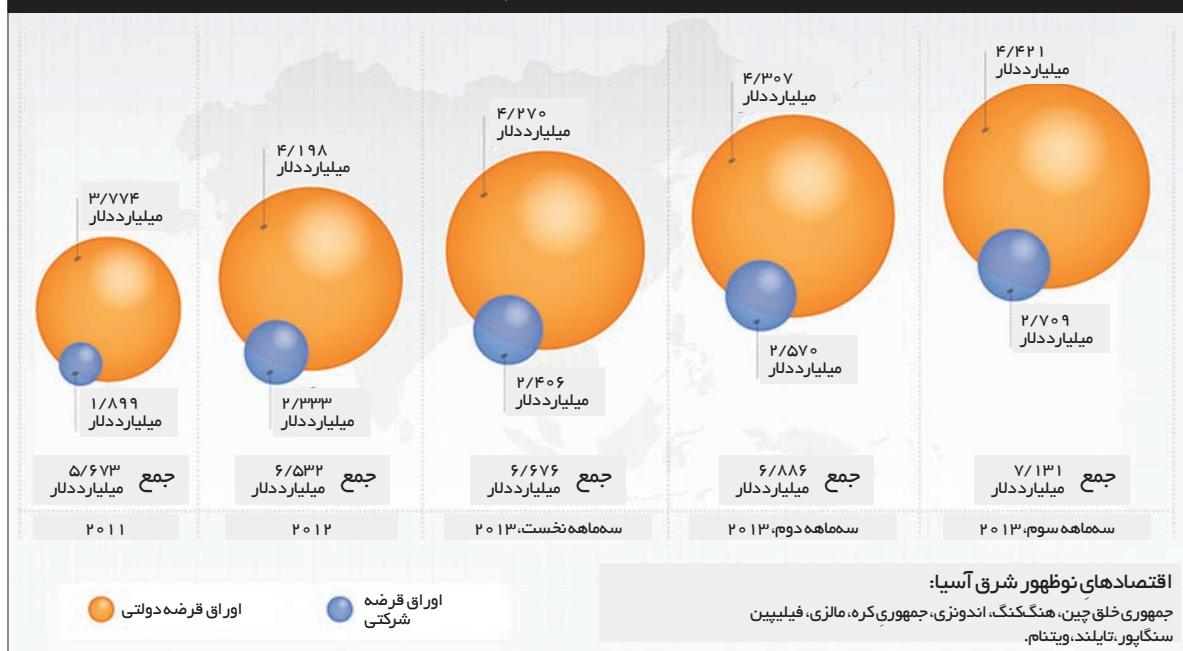 ۴/۴۲۱
میلیارددلار
۴/۳۰۷
میلیارددلار
۴/۲۷۰
میلیارددلار
۴/۱۹۸
میلیارددلار
۳/۷۷۴
میلیارددلار
۲/۷۰۹
میلیارددلار
۲/۵۷۰
میلیارددلار
۲/۴۰۶
میلیارددلار
۲/۳۳۳
میلیارددلار
۱/۸۹۹
میلیارددلار
جمع ۷/۱۳۱
میلیارددلار
جمع ۶/۸۸۶
میلیارددلار
جمع ۶/۶۷۶
میلیارددلار
جمع ۶/۵۳۲
میلیارددلار
جمع ۵/۶۷۳
میلیارددلار
سه‌ماهه سوم، ۲۰۱۳
سه‌ماهه دوم، ۲۰۱۳
سه‌ماهه نخست، ۲۰۱۳
۲۰۱۲
۲۰۱۱
اقتصادهایِ نوظهور شرق آسیا:
جمهوری خلق چین، هنگ‌کنگ، اندونزی، جمهوریِ کره، مالزی، فیلیپین
سنگاپور، تایلند، ویتنام.
اوراق قرضه
شرکتی
اوراق قرضه دولتی